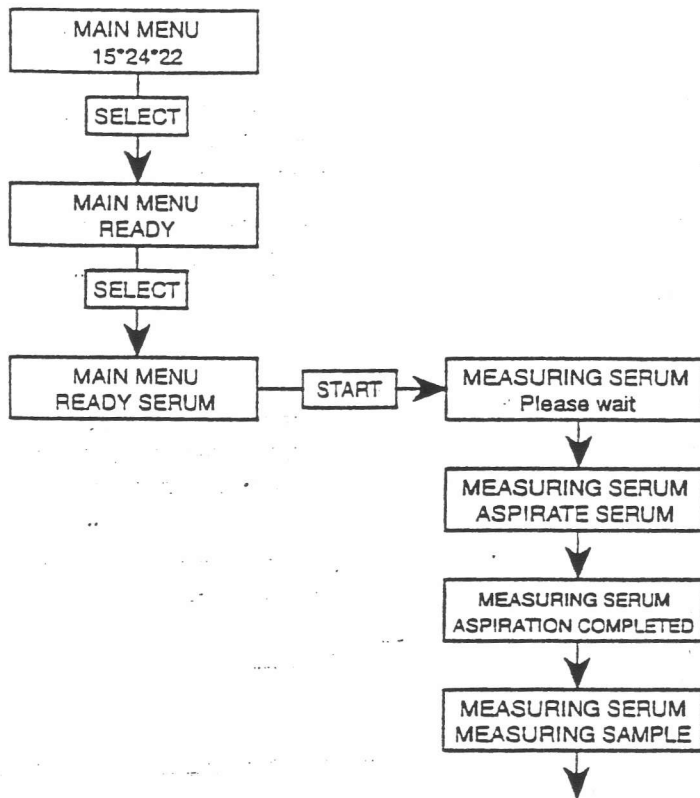 MAIN MENU
15*24*22
SELECT
MAIN MENU
READY
SELECT
MAIN MENU
READY SERUM
START
MEASURING SERUM
Please wait
MEASURING SERUM
ASPIRATE SERUM
MEASURING SERUM
ASPIRATION COMPLETED
MEASURING SERUM
MEASURING SAMPLE